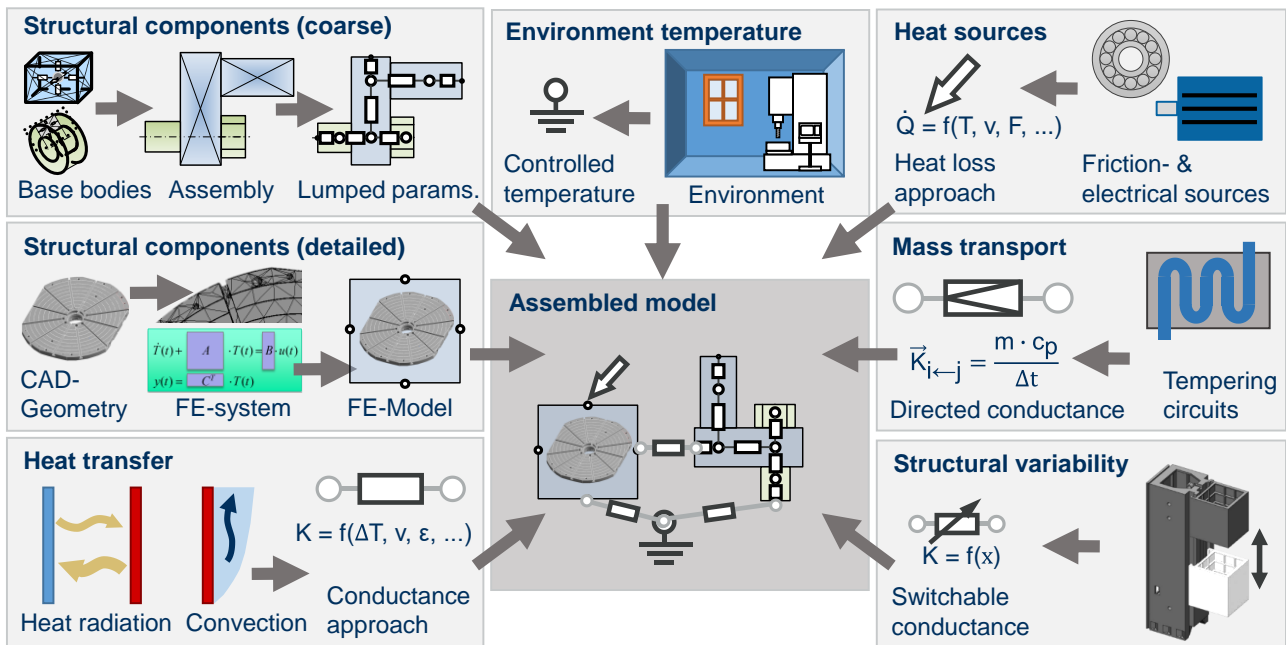 Structural components (coarse)
Base bodies
Assembly
Lumped params.
Environment temperature
Controlled
temperature
Environment
Heat sources
Q̇ = f(T, v, F, ...)
Heat loss
approach
Friction- &
electrical sources
Structural components (detailed)
CAD-
Geometry
Ṫ(t)+ A ·T(t)= B ·u(t)
y(t)= Cᵀ ·T(t)
FE-system
FE-Model
Assembled model
Mass transport
K⃗i←j = m · cp / Δt
Directed conductance
Tempering
circuits
Heat transfer
Heat radiation
Convection
K = f(ΔT, v, ε, ...)
Conductance
approach
Structural variability
K = f(x)
Switchable
conductance